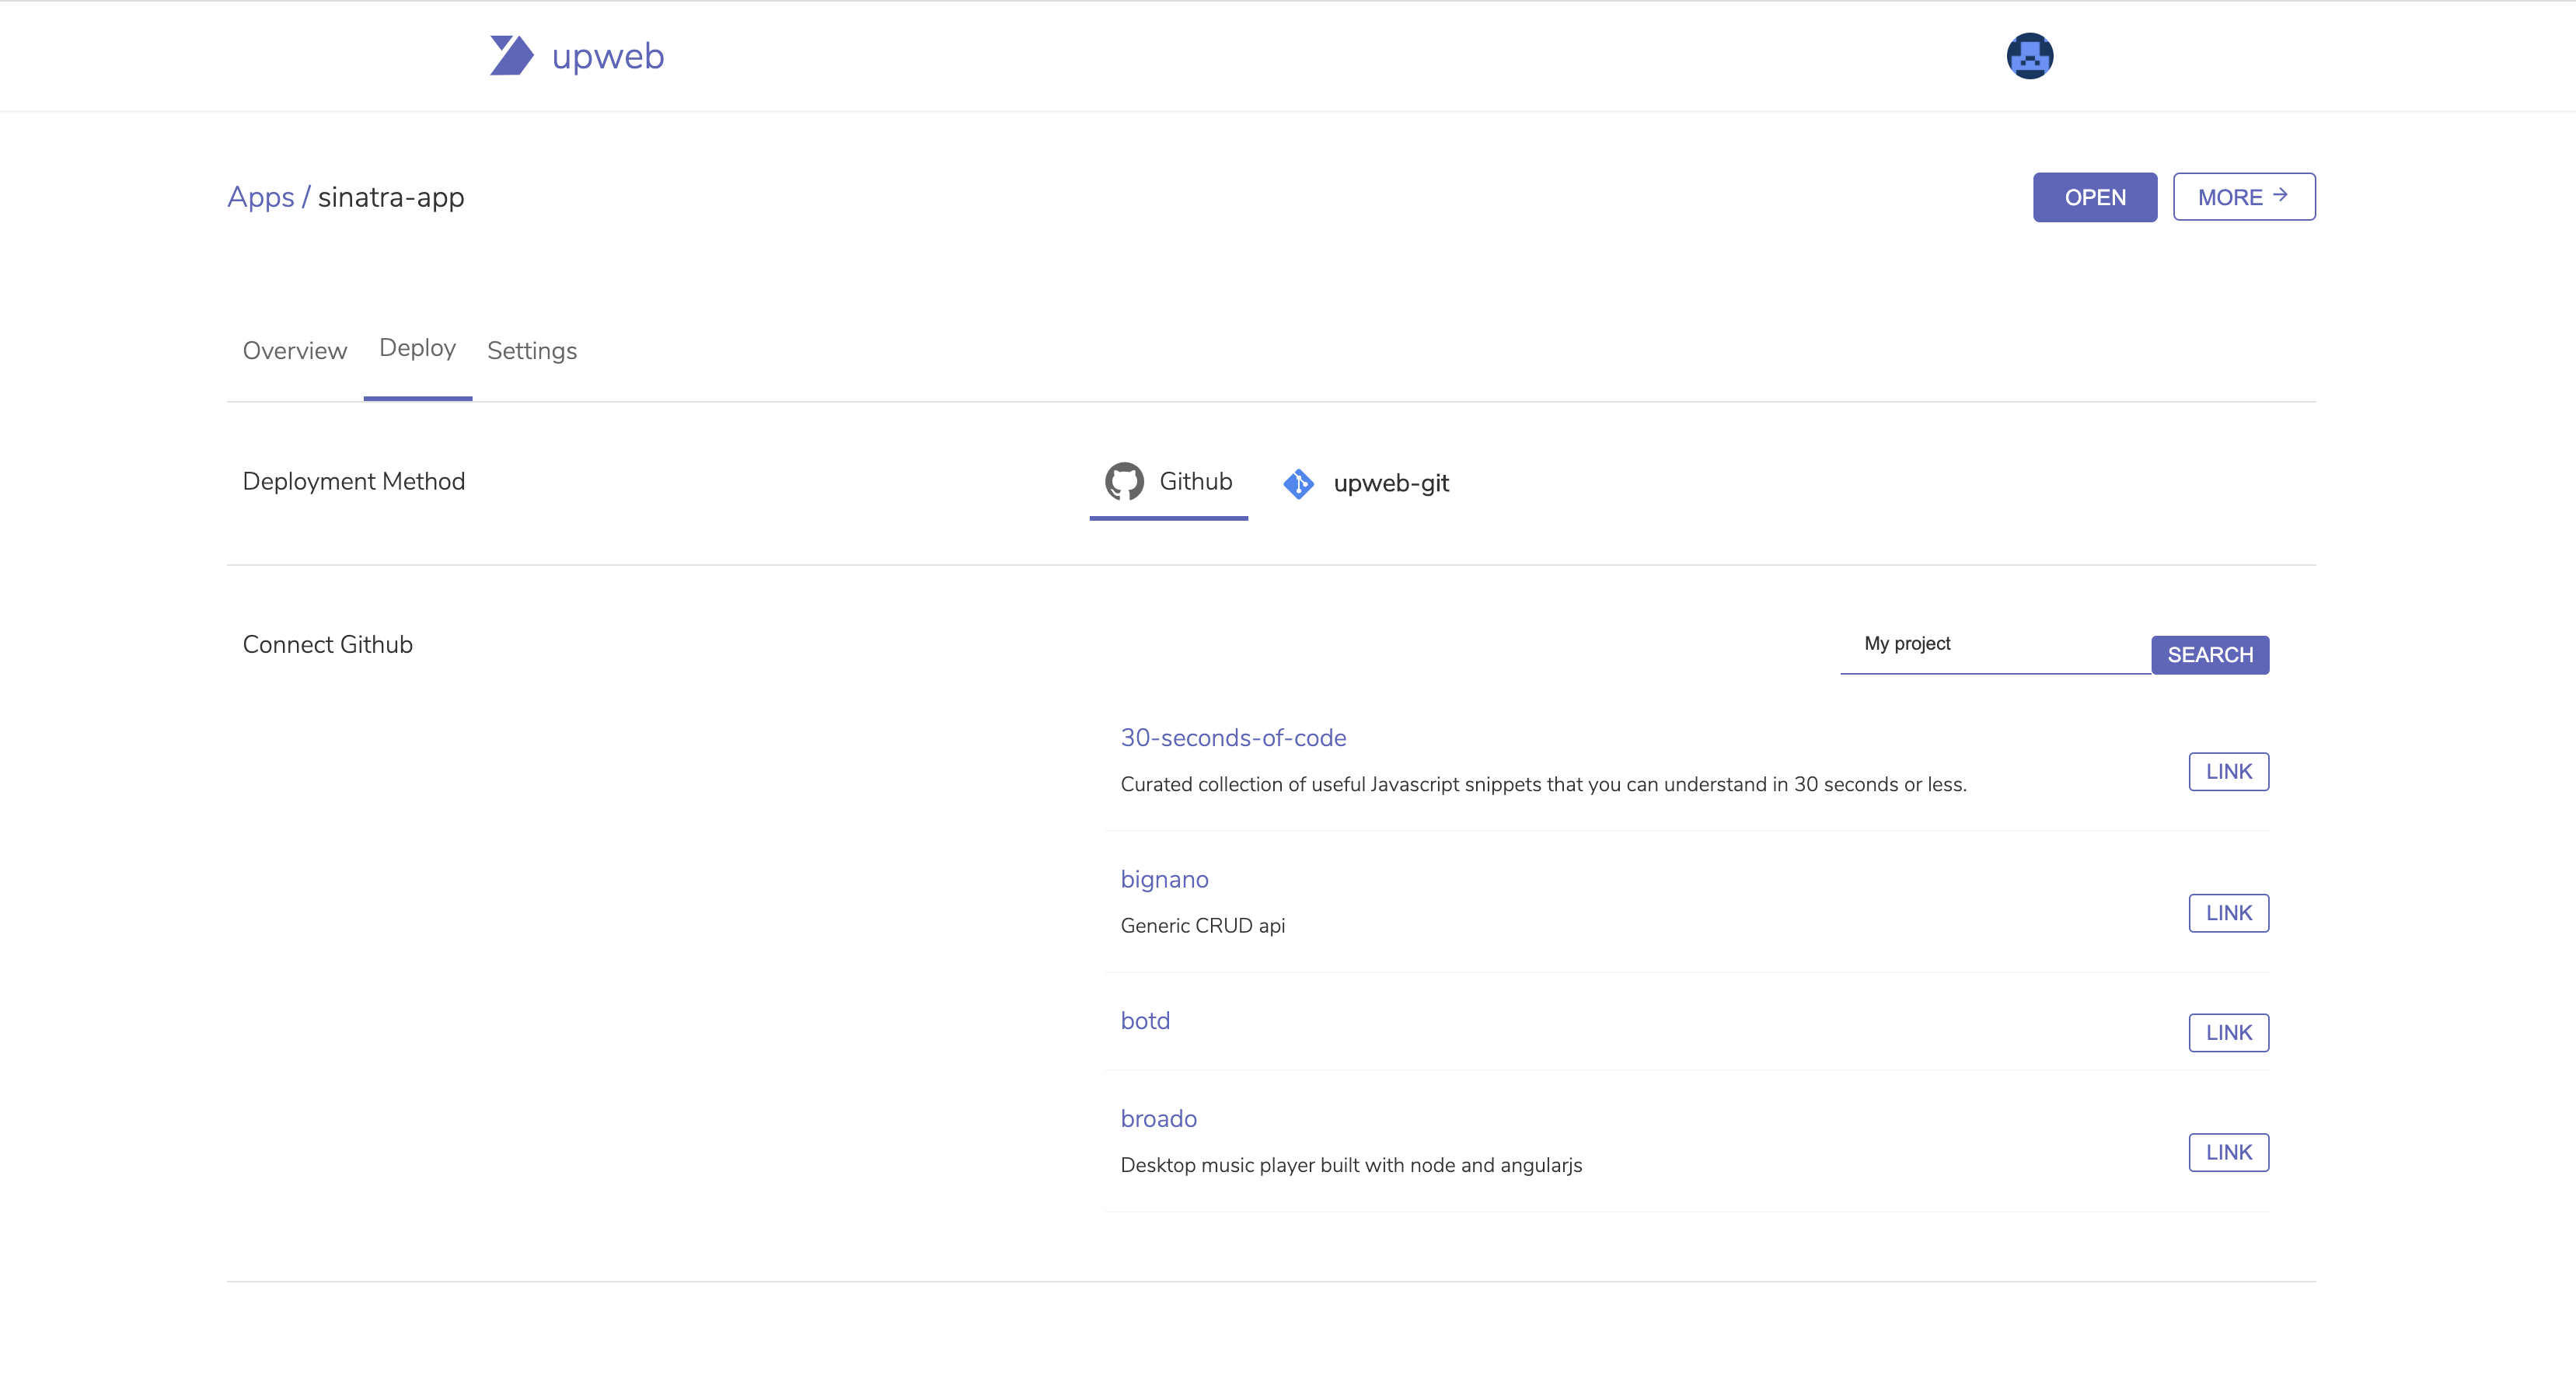 upweb
Apps / sinatra-app
OPEN
MORE →
Overview
Deploy
Settings
Deployment Method
Github
upweb-git
Connect Github
My project
SEARCH
30-seconds-of-code
Curated collection of useful Javascript snippets that you can understand in 30 seconds or less.
LINK
bignano
Generic CRUD api
LINK
botd
LINK
broado
Desktop music player built with node and angularjs
LINK